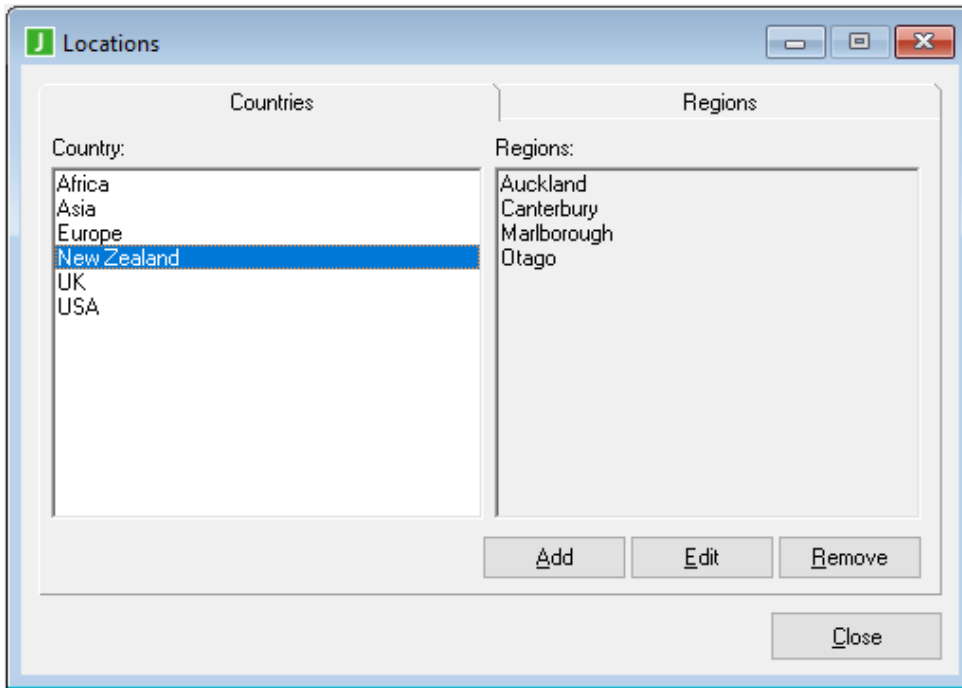 J Locations
Countries
Regions
Country:
Africa
Asia
Europe
New Zealand
UK
USA
Regions:
Auckland
Canterbury
Marlborough
Otago
Add
Edit
Remove
Close